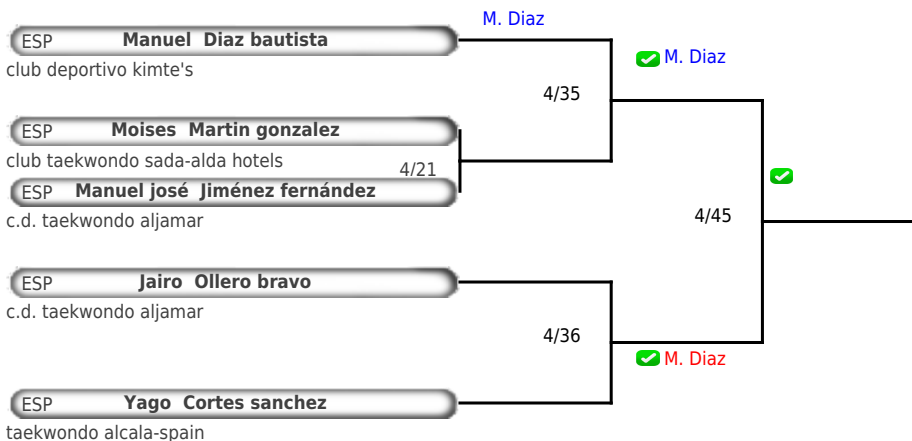 M. Diaz
ESP Manuel Diaz bautista
club deportivo kimte's
M. Diaz
4/35
ESP Moises Martin gonzalez
club taekwondo sada-alda hotels
4/21
ESP Manuel josé Jiménez fernández
c.d. taekwondo aljamar
4/45
ESP Jairo Ollero bravo
c.d. taekwondo aljamar
4/36
M. Diaz
ESP Yago Cortes sanchez
taekwondo alcala-spain